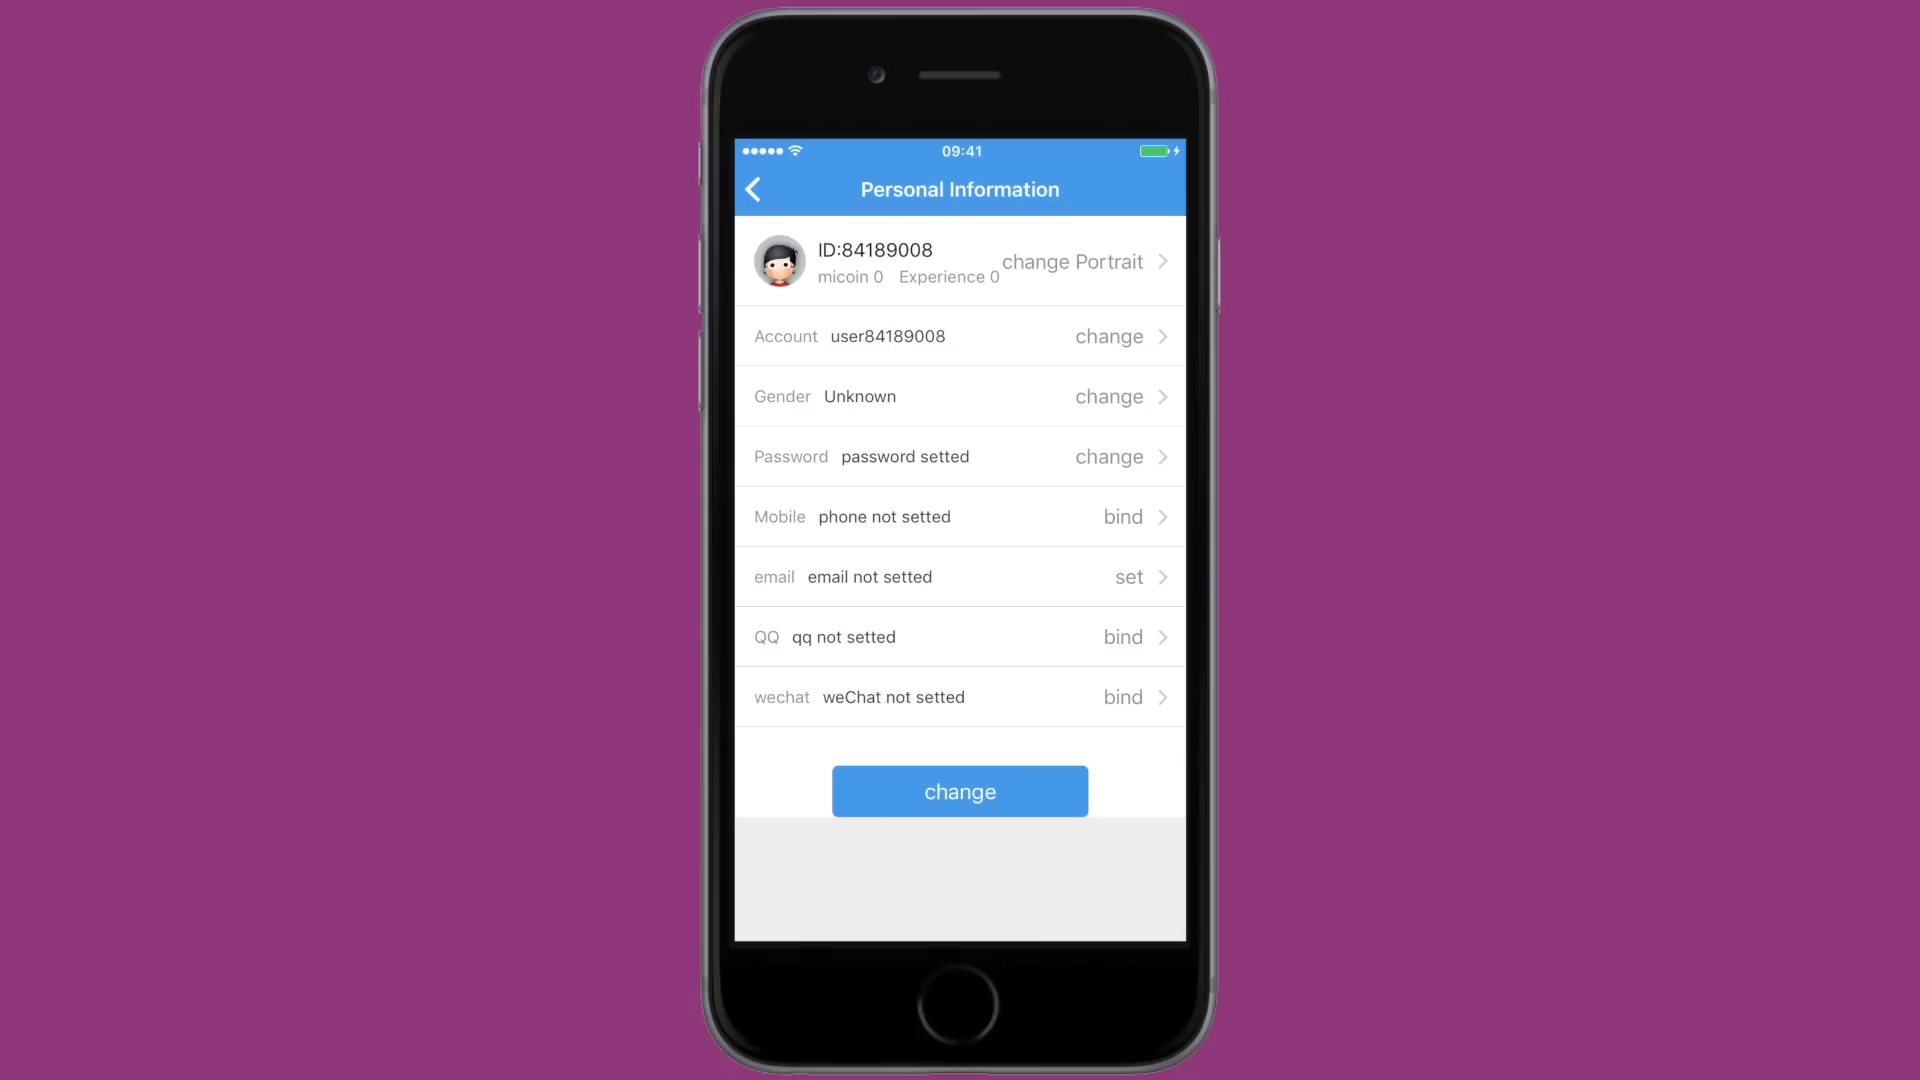 09:41
Personal Information
ID:84189008
micoin 0 Experience 0 change Portrait
Account user84189008 change
Gender Unknown change
Password password setted change
Mobile phone not setted bind
email email not setted set
QQ qq not setted bind
wechat weChat not setted bind
change